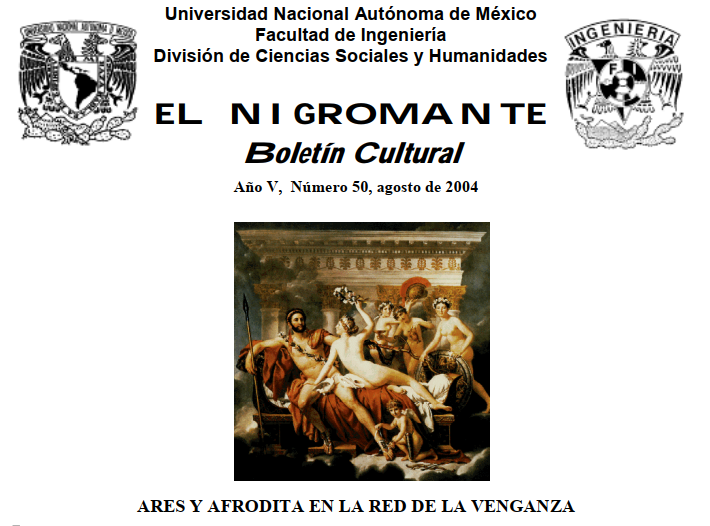 Universidad Nacional Autónoma de México
Facultad de Ingeniería
División de Ciencias Sociales y Humanidades
INGENIERIA
F I
EL NIGROMANTE
Boletín Cultural
Año V, Número 50, agosto de 2004
ARES Y AFRODITA EN LA RED DE LA VENGANZA